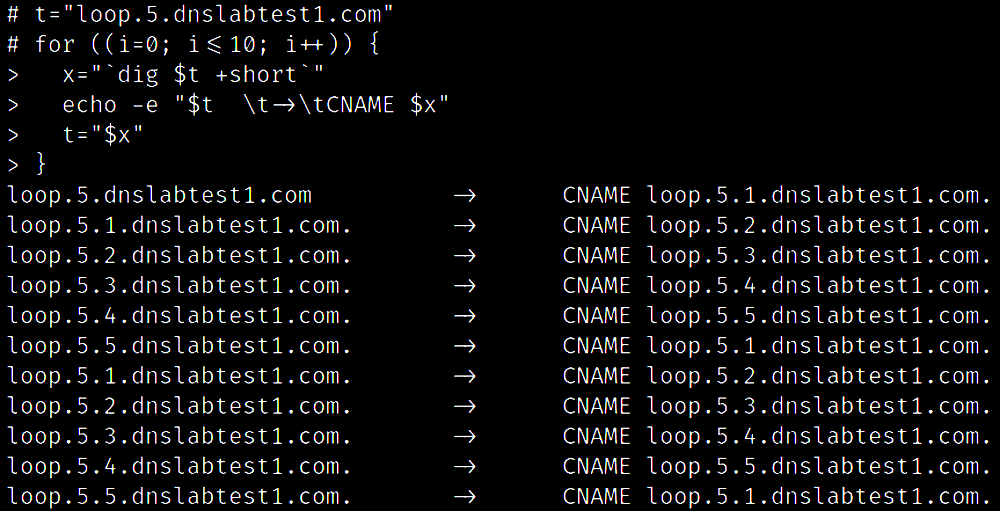 # t="loop.5.dnslabtest1.com"
# for ((i=0; i<=10; i++)) {
>   x="`dig $t +short`"
>   echo -e "$t  \t->\tCNAME $x"
>   t="$x"
> }
loop.5.dnslabtest1.com          ->      CNAME loop.5.1.dnslabtest1.com.
loop.5.1.dnslabtest1.com.       ->      CNAME loop.5.2.dnslabtest1.com.
loop.5.2.dnslabtest1.com.       ->      CNAME loop.5.3.dnslabtest1.com.
loop.5.3.dnslabtest1.com.       ->      CNAME loop.5.4.dnslabtest1.com.
loop.5.4.dnslabtest1.com.       ->      CNAME loop.5.5.dnslabtest1.com.
loop.5.5.dnslabtest1.com.       ->      CNAME loop.5.1.dnslabtest1.com.
loop.5.1.dnslabtest1.com.       ->      CNAME loop.5.2.dnslabtest1.com.
loop.5.2.dnslabtest1.com.       ->      CNAME loop.5.3.dnslabtest1.com.
loop.5.3.dnslabtest1.com.       ->      CNAME loop.5.4.dnslabtest1.com.
loop.5.4.dnslabtest1.com.       ->      CNAME loop.5.5.dnslabtest1.com.
loop.5.5.dnslabtest1.com.       ->      CNAME loop.5.1.dnslabtest1.com.